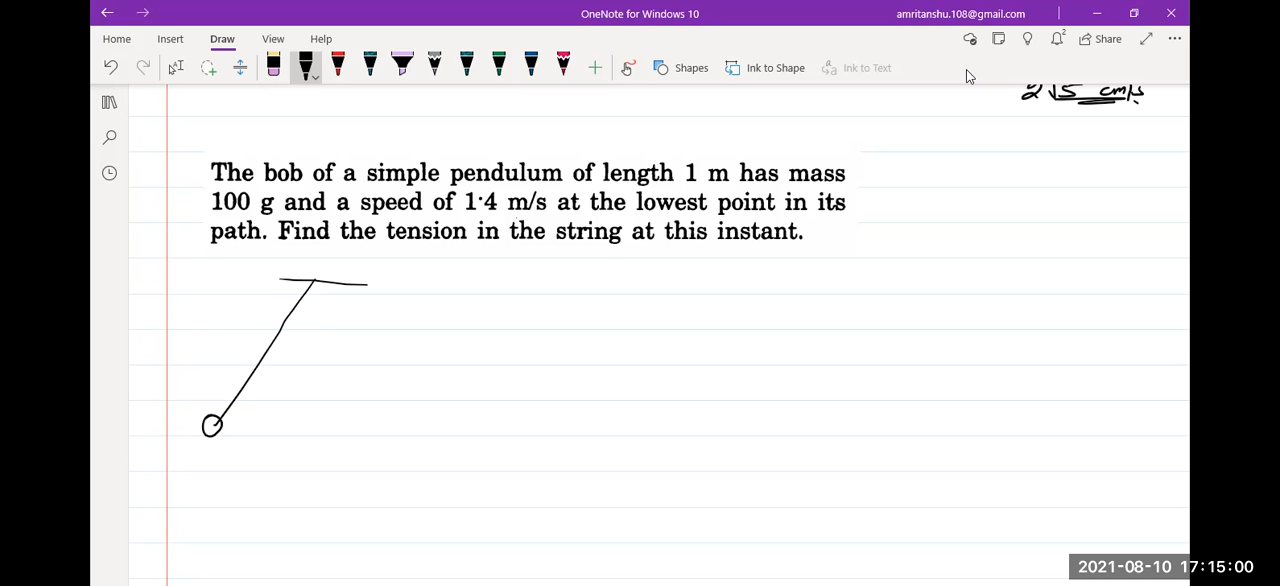 OneNote for Windows 10
amritanshu.108@gmail.com
Home Insert Draw View Help
Share
Shapes Ink to Shape Ink to Text
2√5 cm/s
The bob of a simple pendulum of length 1 m has mass
100 g and a speed of 1·4 m/s at the lowest point in its
path. Find the tension in the string at this instant.
2021-08-10 17:15:00